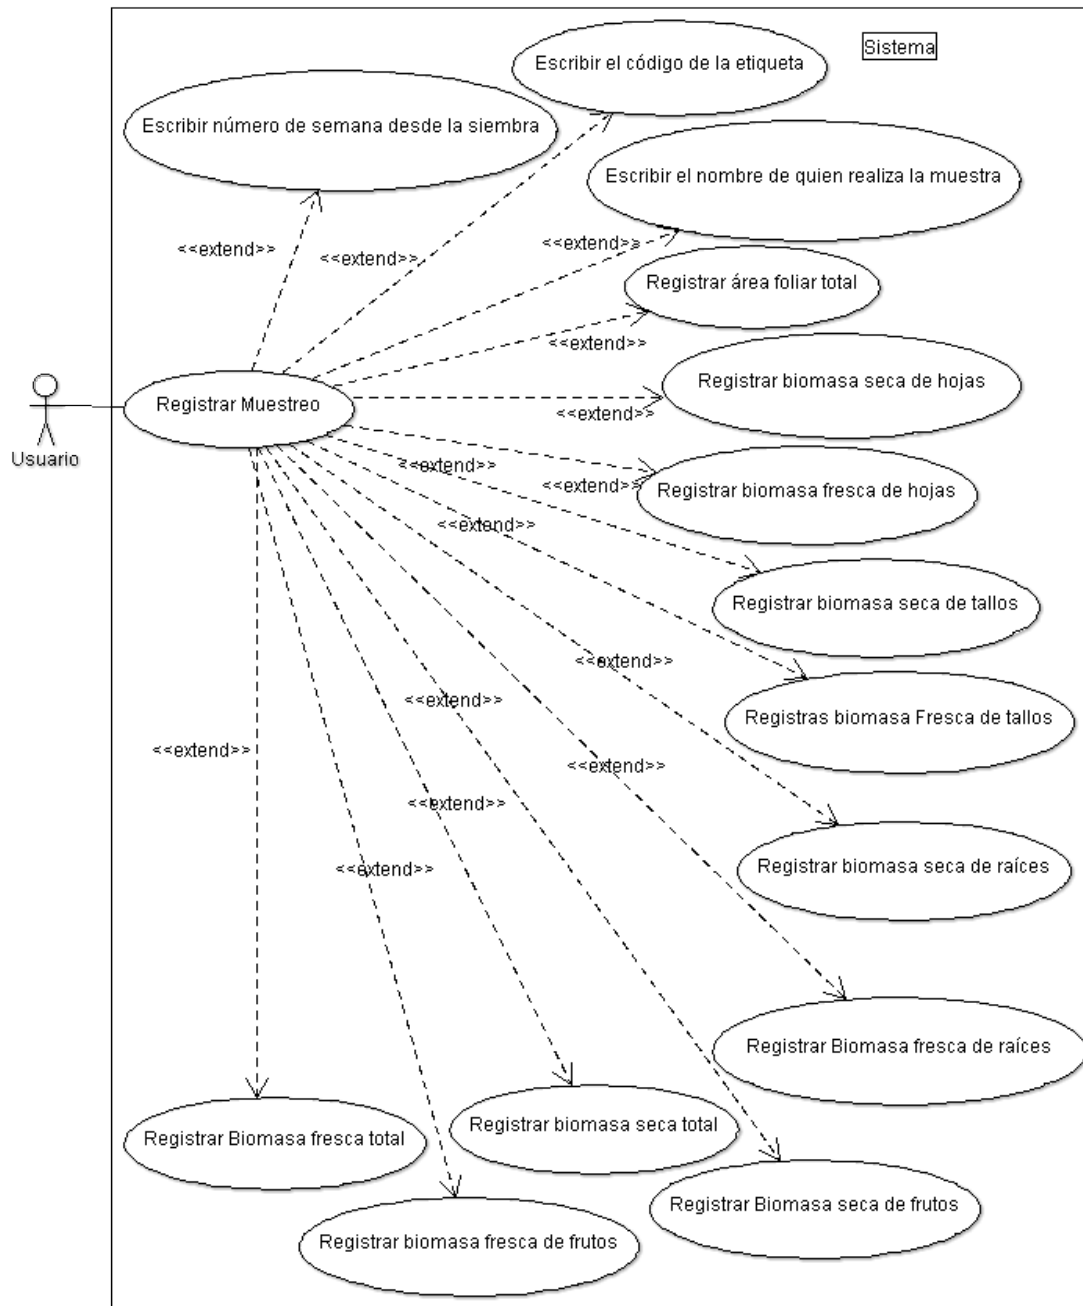 Sistema
Escribir el código de la etiqueta
Escribir número de semana desde la siembra
Escribir el nombre de quien realiza la muestra
<<extend>>
<<extend>>
<<extend>>
Registrar área foliar total
<<extend>>
Registrar biomasa seca de hojas
Registrar Muestreo
<<extend>>
Usuario
<<extend>>
<<extend>>
Registrar biomasa fresca de hojas
<<extend>>
Registrar biomasa seca de tallos
<<extend>>
<<extend>>
Registras biomasa Fresca de tallos
<<extend>>
<<extend>>
<<extend>>
Registrar biomasa seca de raíces
<<extend>>
Registrar Biomasa fresca de raíces
Registrar biomasa seca total
Registrar Biomasa fresca total
Registrar Biomasa seca de frutos
Registrar biomasa fresca de frutos